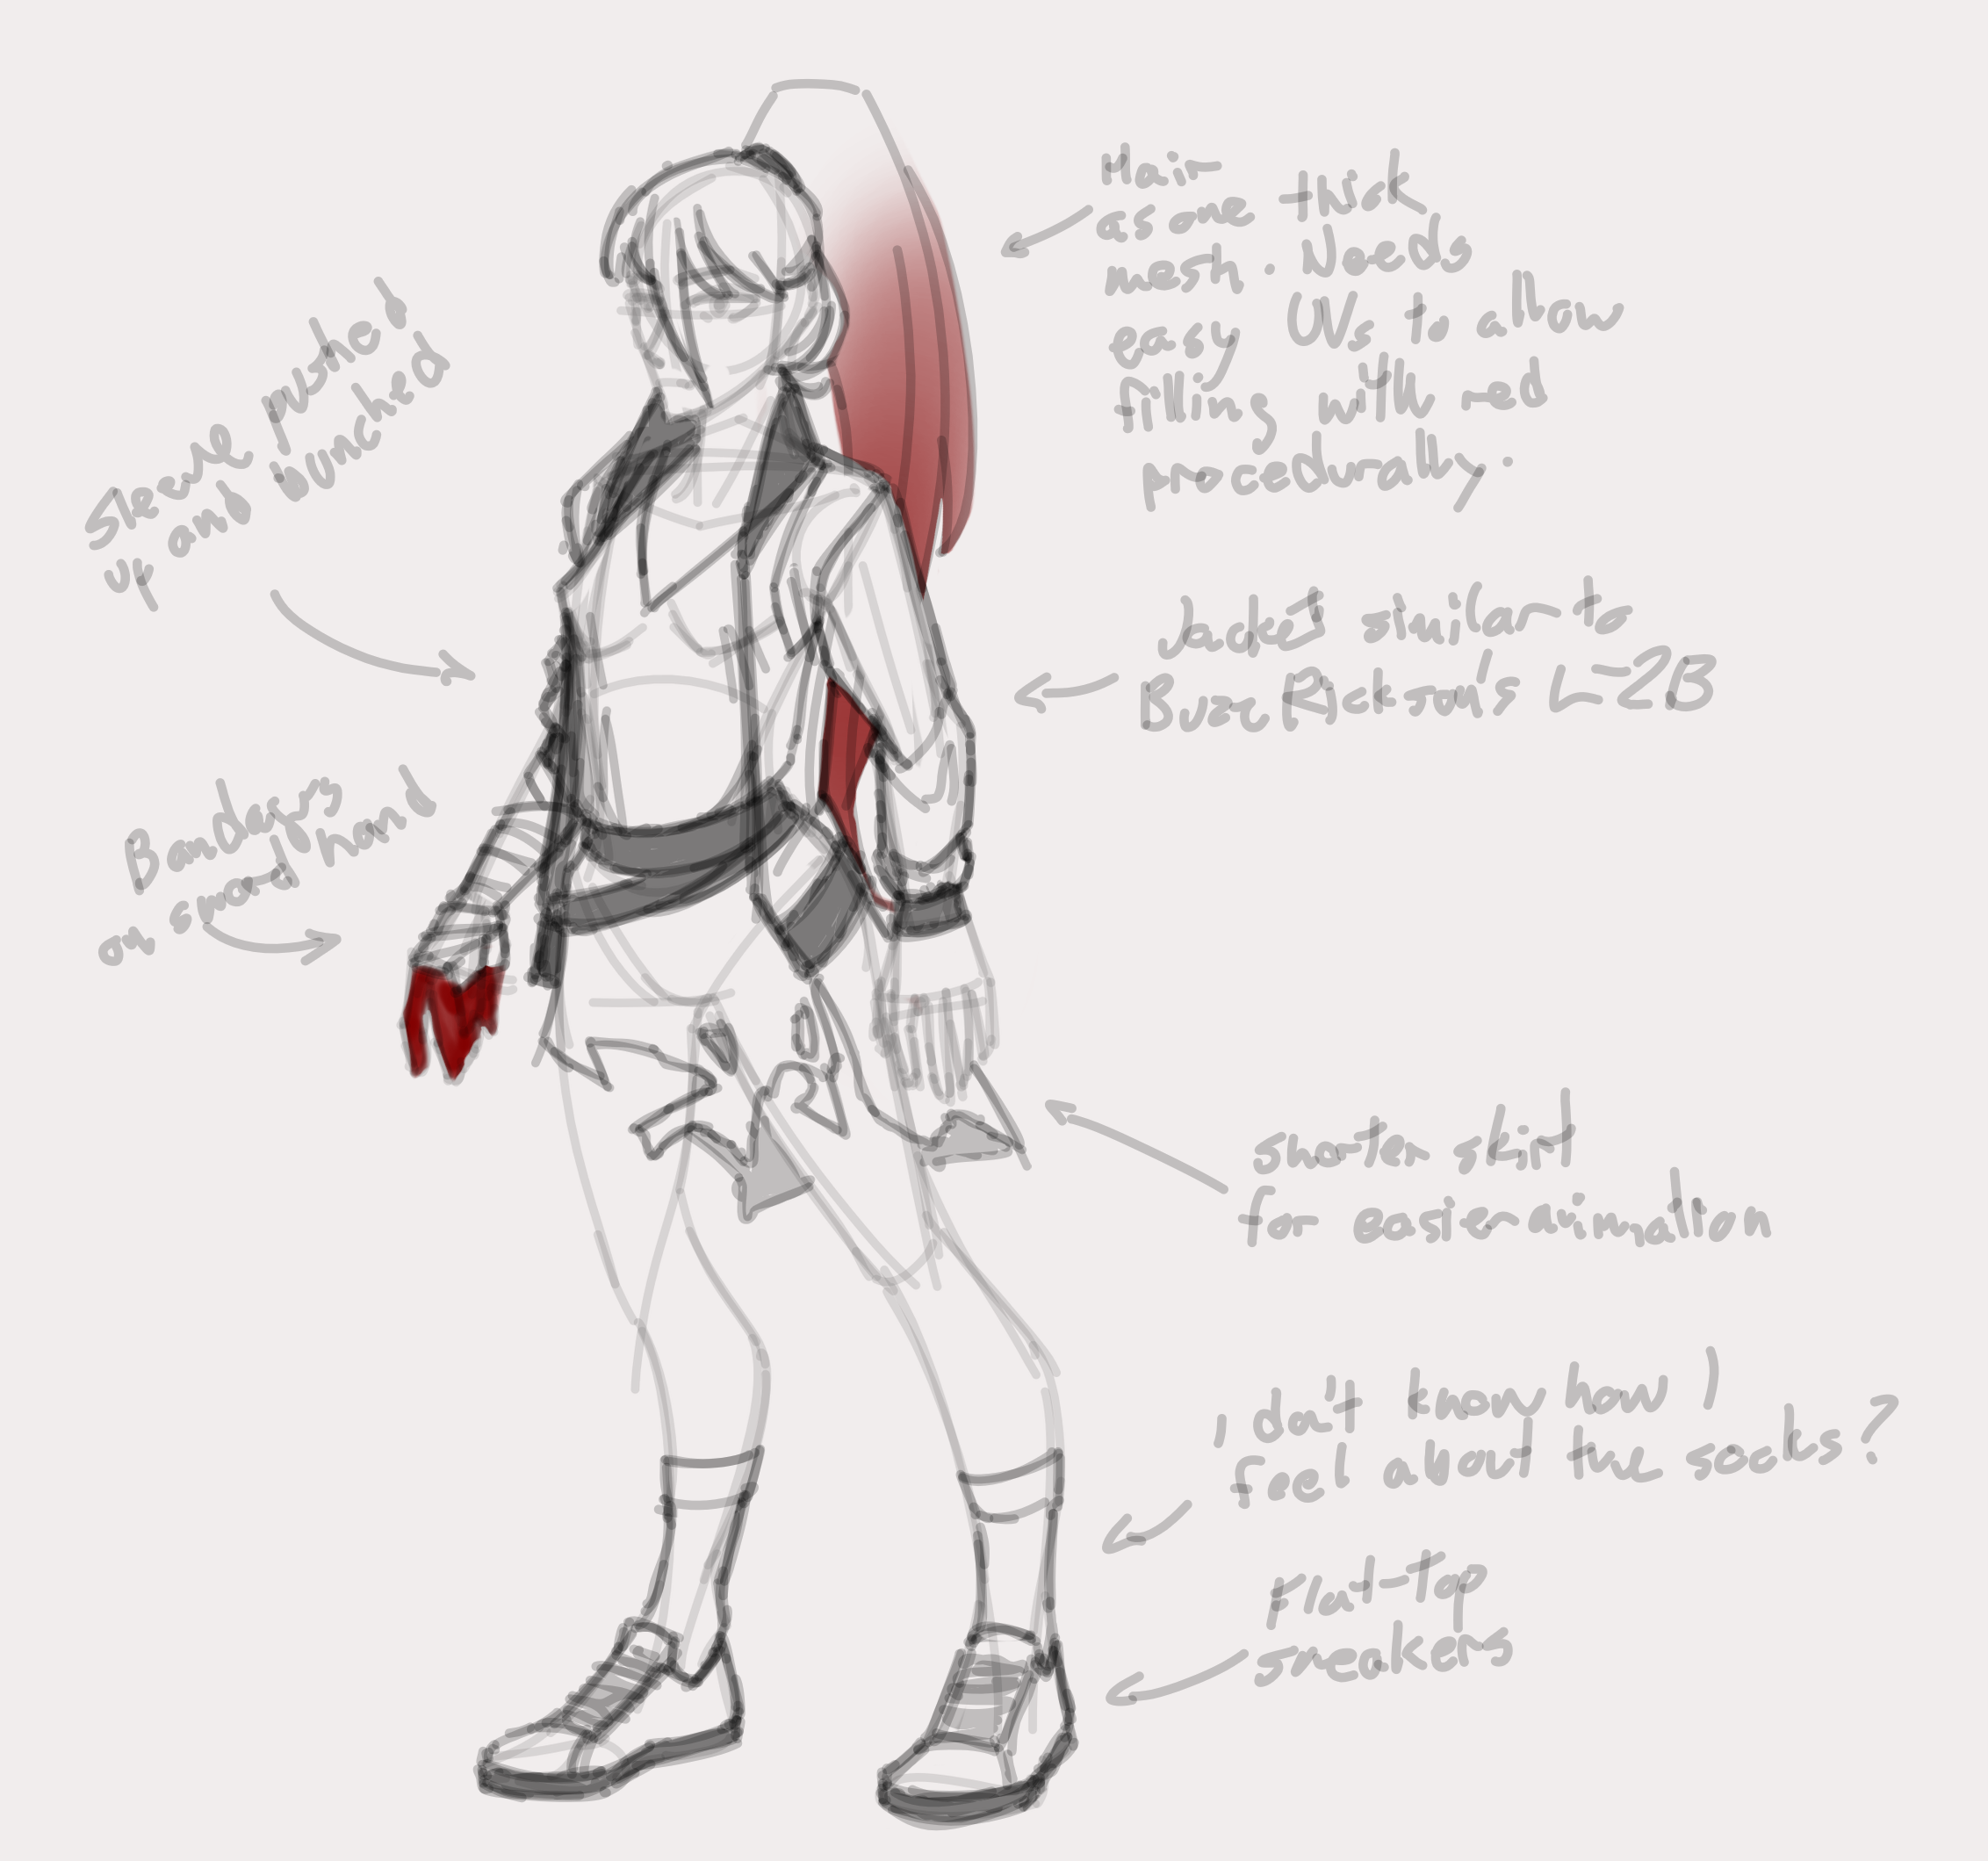 Hair
as one thick
mesh. Needs
easy UVs to allow
filling with red
procedurally.
Sleeve pushed
up and bunched
Jacket similar to
Buzz Rickson's L-2B
Bandages
on smad hand
shorter skirt
for easier animation
I don't know how I
feel about the socks?
Flat-top
sneakers